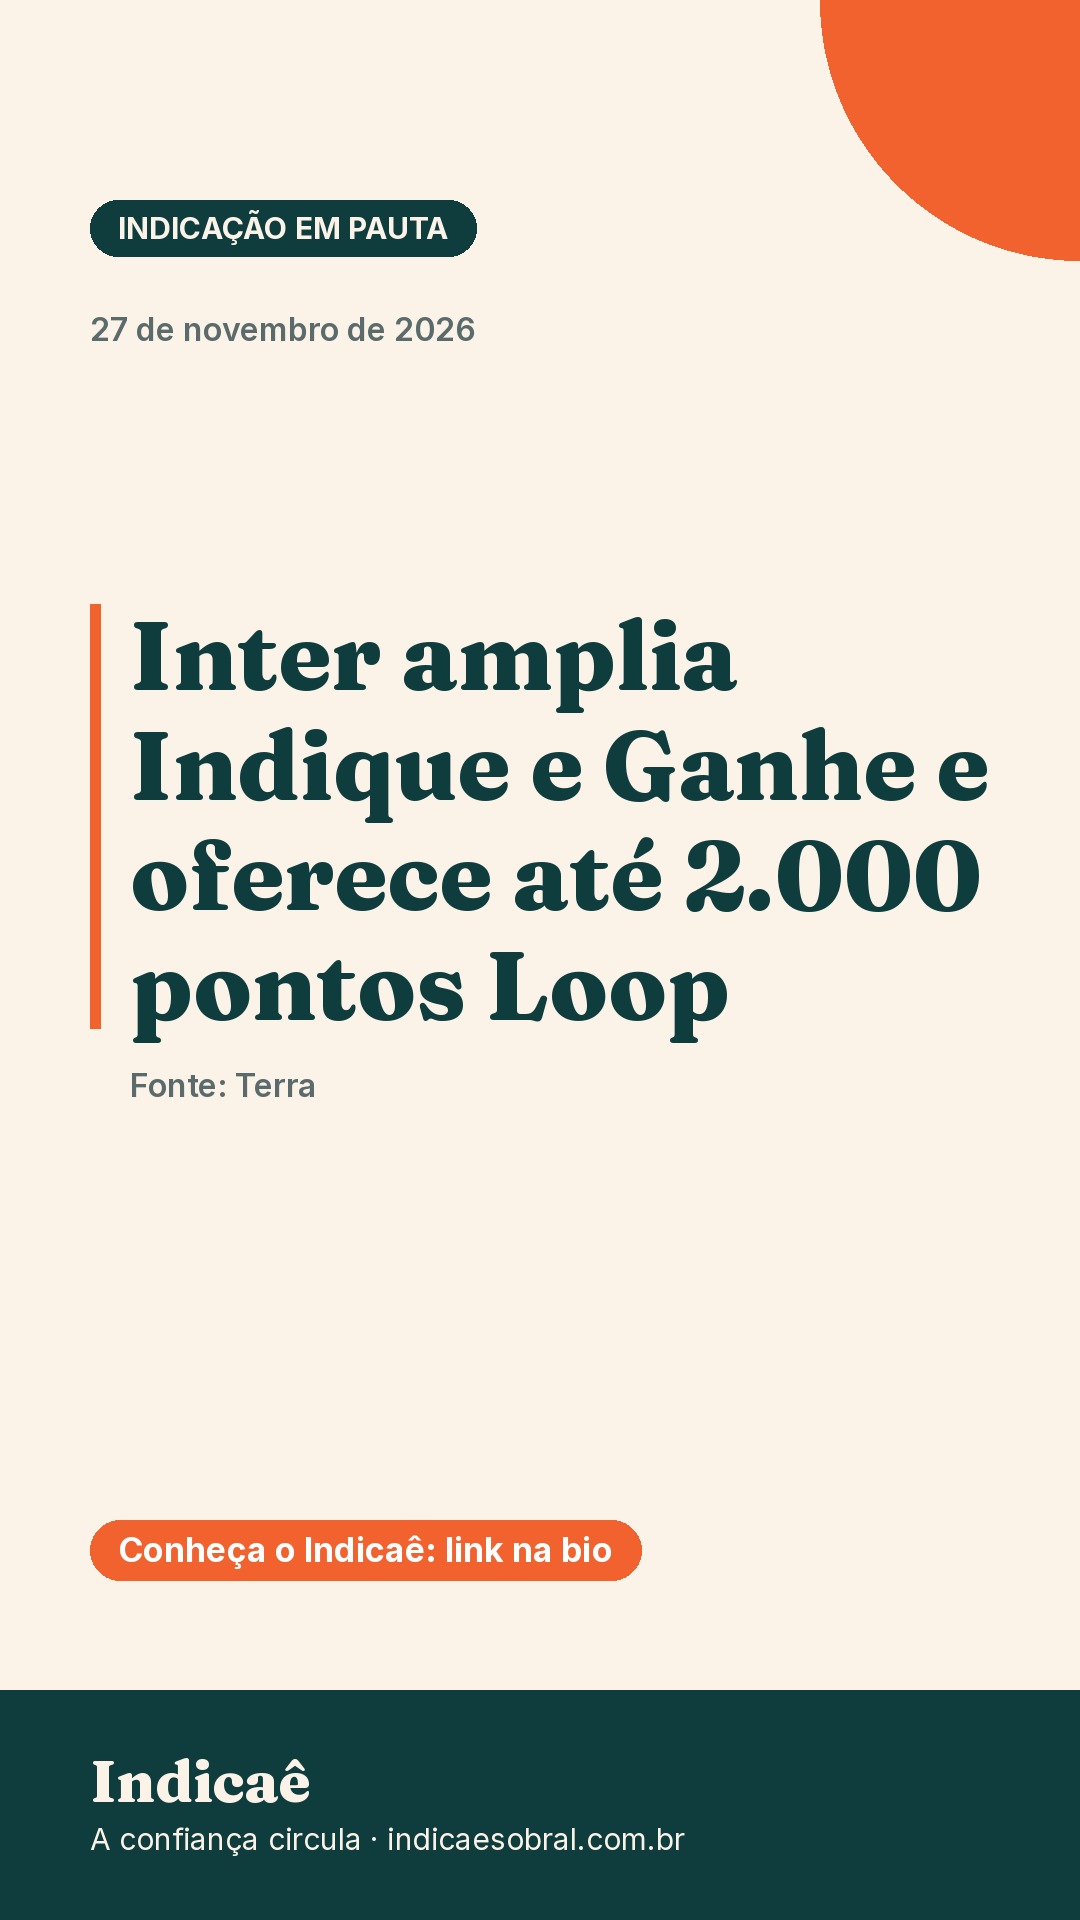 INDICAÇÃO EM PAUTA
27 de novembro de 2026
Inter amplia
Indique e Ganhe e
oferece até 2.000
pontos Loop
Fonte: Terra
Conheça o Indicaê: link na bio
Indicaê
A confiança circula · indicaesobral.com.br